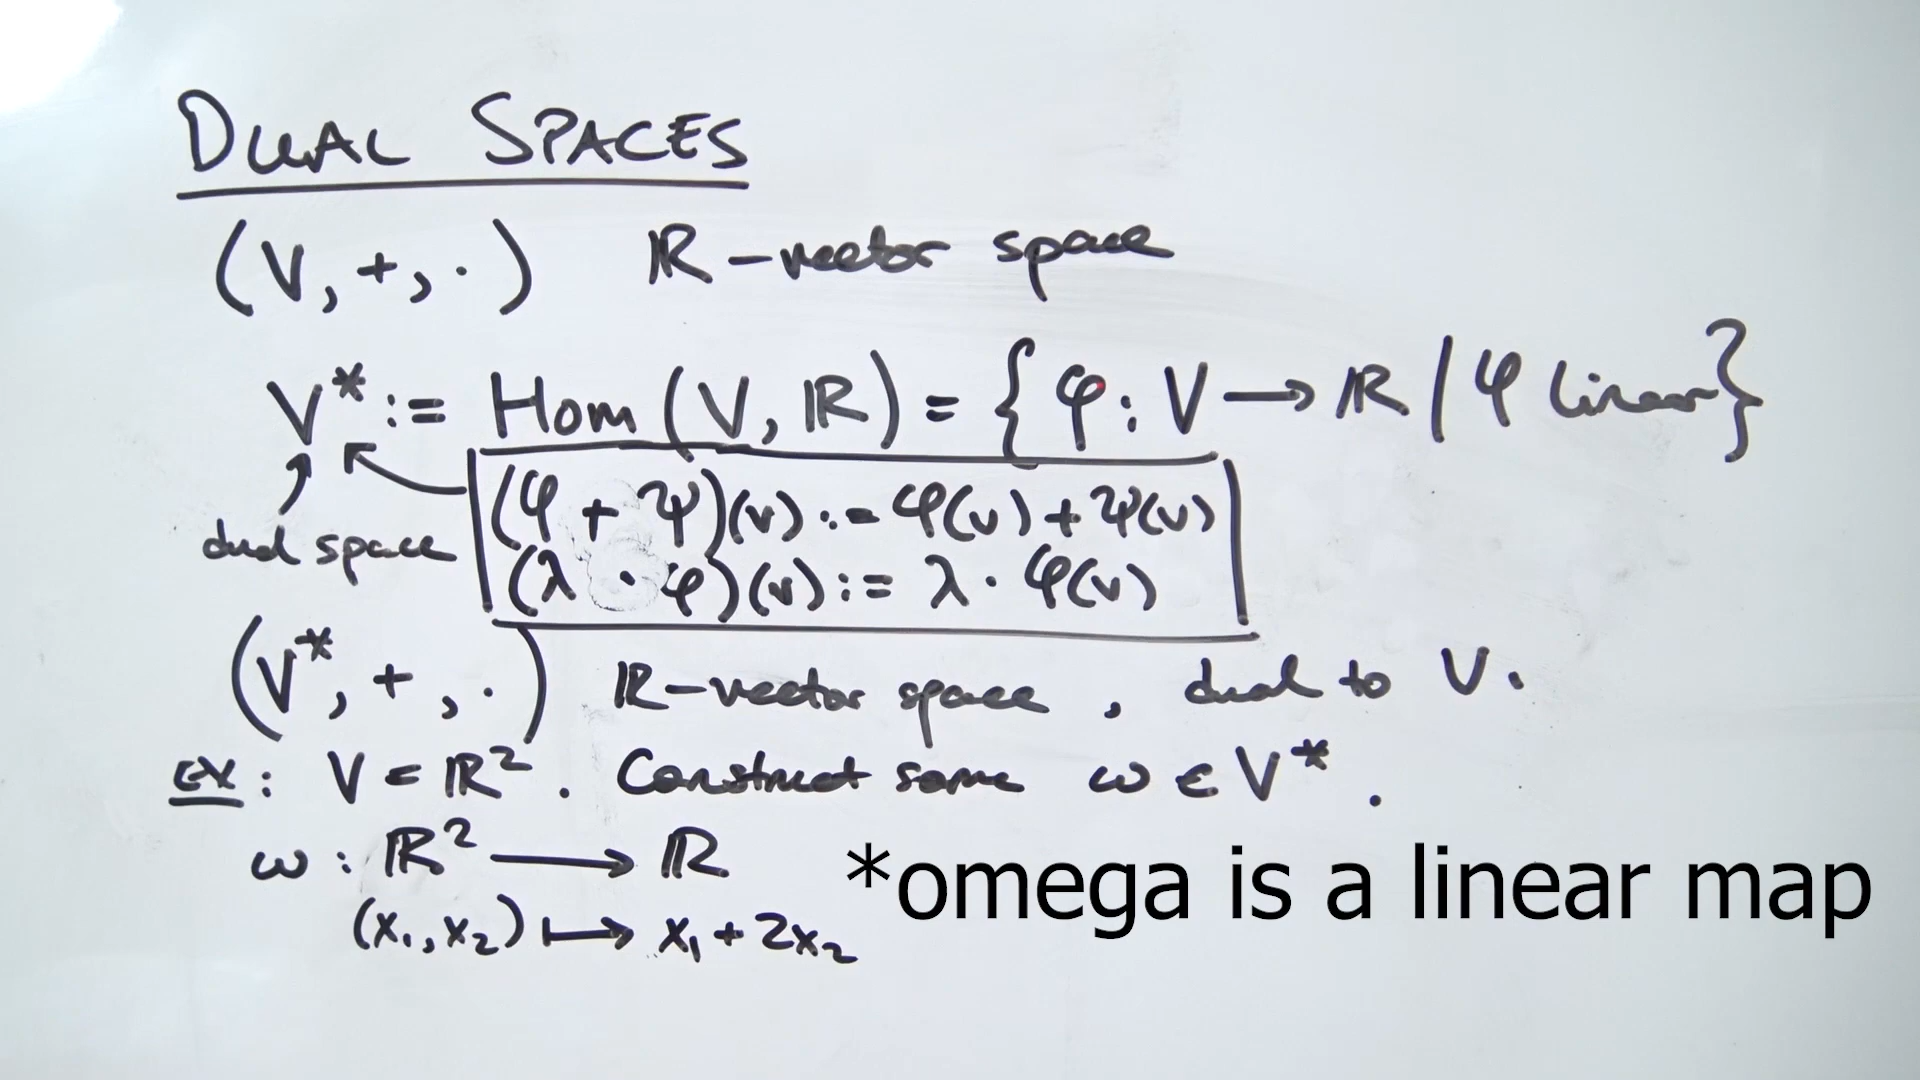 DUAL SPACES
(V, +, ·) ℝ-vector space
V* := Hom(V, ℝ) = { φ : V → ℝ | φ linear }
(φ + ψ)(v) := φ(v) + ψ(v)
dual space
(λ · φ)(v) := λ · φ(v)
(V*, +, ·) ℝ-vector space, dual to V.
EX: V = ℝ². Construct some ω ∈ V*.
ω : ℝ² → ℝ
*omega is a linear map
(x₁, x₂) ↦ x₁ + 2x₂